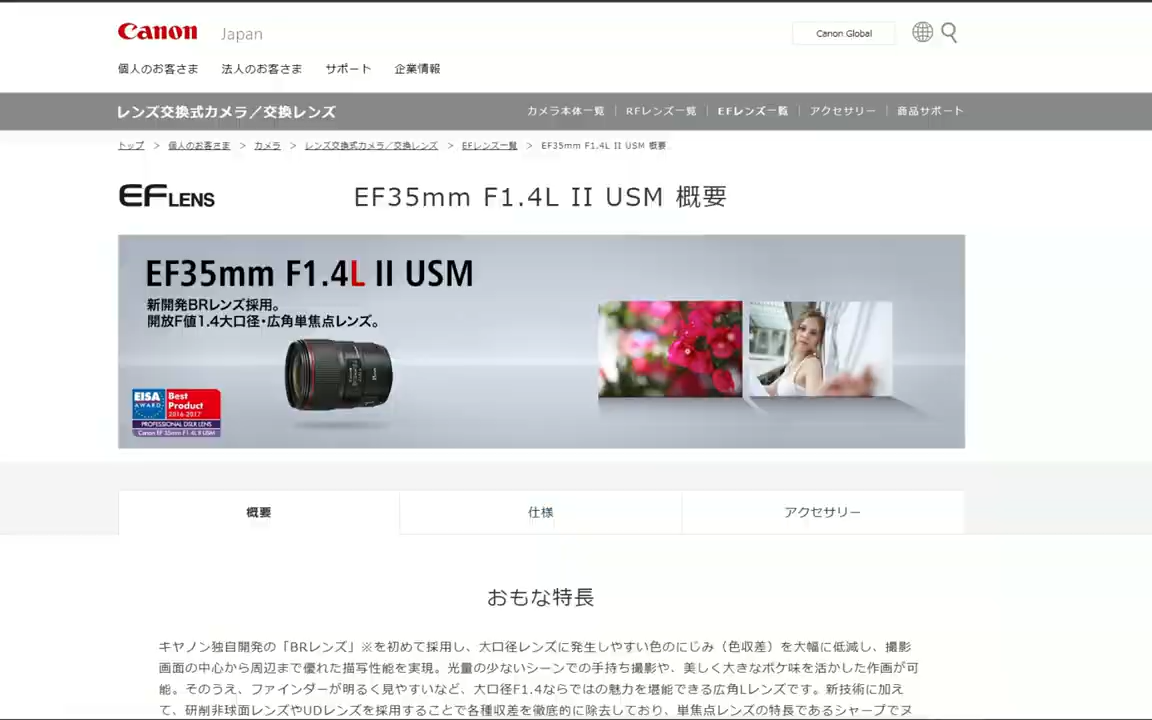 Canon Japan
Canon Global
個人のお客さま 法人のお客さま サポート 企業情報
レンズ交換式カメラ／交換レンズ
カメラ本体一覧 | RFレンズ一覧 | EFレンズ一覧 | アクセサリー | 商品サポート
トップ > 個人のお客さま > カメラ > レンズ交換式カメラ／交換レンズ > EFレンズ一覧 > EF35mm F1.4L II USM 概要
EF LENS
EF35mm F1.4L II USM 概要
EF35mm F1.4L II USM
新開発BRレンズ採用。
開放F値1.4大口径・広角単焦点レンズ。
EISA AWARD
Best Product
2016-2017
PROFESSIONAL DSLR LENS
Canon EF 35mm F1.4L II USM
概要 仕様 アクセサリー
おもな特長
キヤノン独自開発の「BRレンズ」※を初めて採用し、大口径レンズに発生しやすい色のにじみ（色収差）を大幅に低減し、撮影
画面の中心から周辺まで優れた描写性能を実現。光量の少ないシーンでの手持ち撮影や、美しく大きなボケ味を活かした作画が可
能。そのうえ、ファインダーが明るく見やすいなど、大口径F1.4ならではの魅力を堪能できる広角Lレンズです。新技術に加え
て、研削非球面レンズやUDレンズを採用することで各種収差を徹底的に除去しており、単焦点レンズの特長であるシャープでヌ